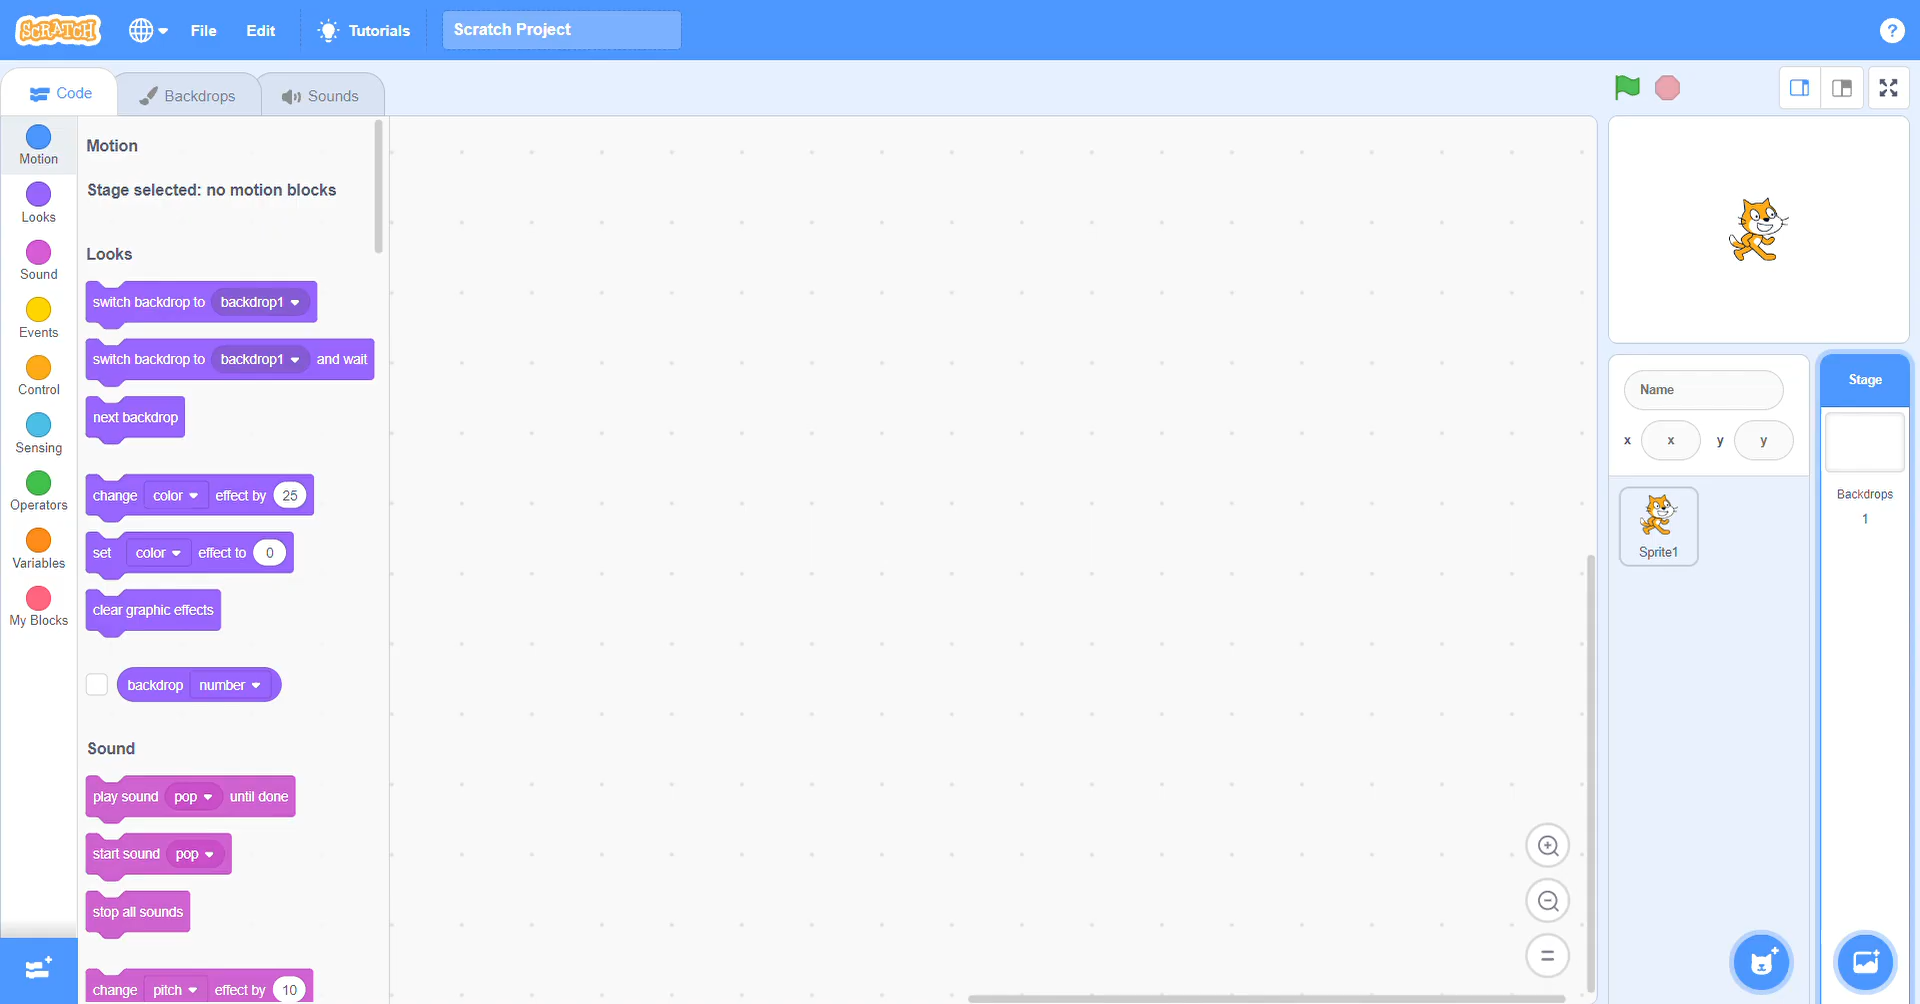 SCRATCH File Edit Tutorials Scratch Project ?
Code Backdrops Sounds
Motion
Looks
Sound
Events
Control
Sensing
Operators
Variables
My Blocks
Motion
Stage selected: no motion blocks
Looks
switch backdrop to backdrop1
switch backdrop to backdrop1 and wait
next backdrop
change color effect by 25
set color effect to 0
clear graphic effects
backdrop number
Sound
play sound pop until done
start sound pop
stop all sounds
change pitch effect by 10
Name
x x y y
Sprite1
Stage
Backdrops
1